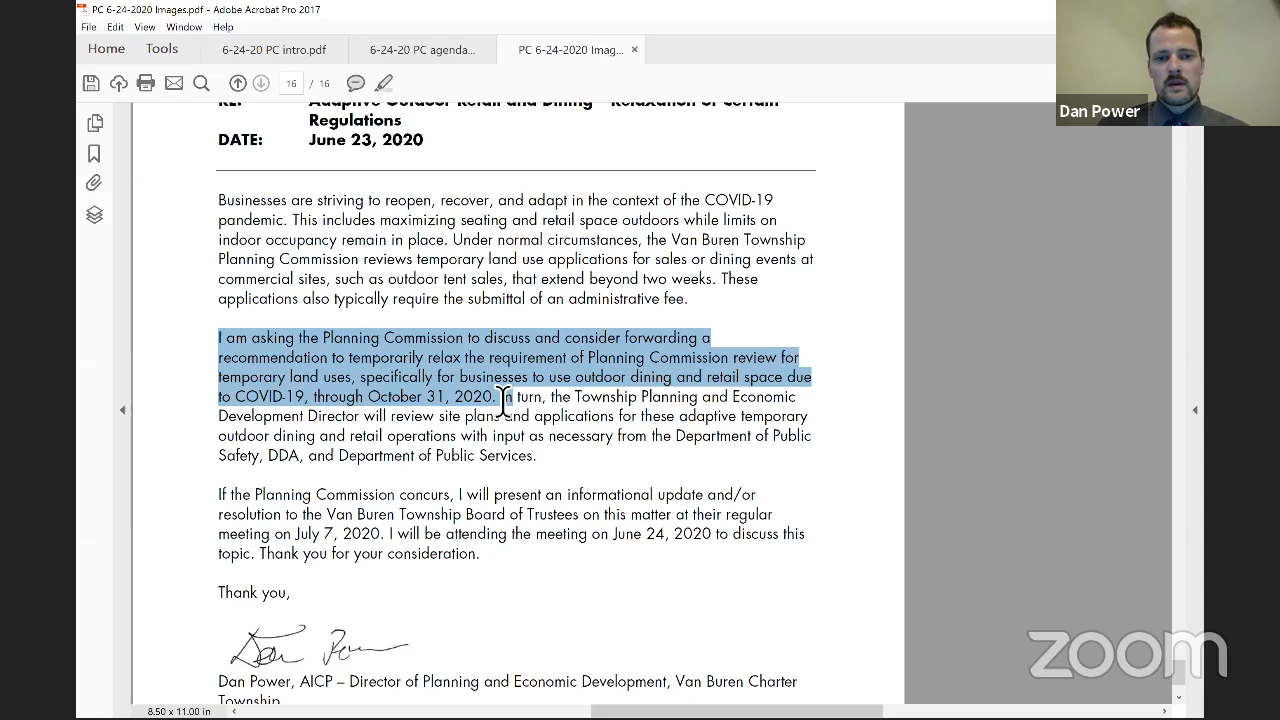 PC 6-24-2020 Images.pdf - Adobe Acrobat Pro 2017
File Edit View Window Help
Home Tools 6-24-20 PC intro.pdf 6-24-20 PC agenda... PC 6-24-2020 Imag... ×
16 / 16
Dan Power
RE: Adaptive Outdoor Retail and Dining – Relaxation of Certain
Regulations
DATE: June 23, 2020
Businesses are striving to reopen, recover, and adapt in the context of the COVID-19
pandemic. This includes maximizing seating and retail space outdoors while limits on
indoor occupancy remain in place. Under normal circumstances, the Van Buren Township
Planning Commission reviews temporary land use applications for sales or dining events at
commercial sites, such as outdoor tent sales, that extend beyond two weeks. These
applications also typically require the submittal of an administrative fee.
I am asking the Planning Commission to discuss and consider forwarding a
recommendation to temporarily relax the requirement of Planning Commission review for
temporary land uses, specifically for businesses to use outdoor dining and retail space due
to COVID-19, through October 31, 2020. In turn, the Township Planning and Economic
Development Director will review site plans and applications for these adaptive temporary
outdoor dining and retail operations with input as necessary from the Department of Public
Safety, DDA, and Department of Public Services.
If the Planning Commission concurs, I will present an informational update and/or
resolution to the Van Buren Township Board of Trustees on this matter at their regular
meeting on July 7, 2020. I will be attending the meeting on June 24, 2020 to discuss this
topic. Thank you for your consideration.
Thank you,
Dan Power
Dan Power, AICP – Director of Planning and Economic Development, Van Buren Charter
Township
8.50 x 11.00 in
zoom